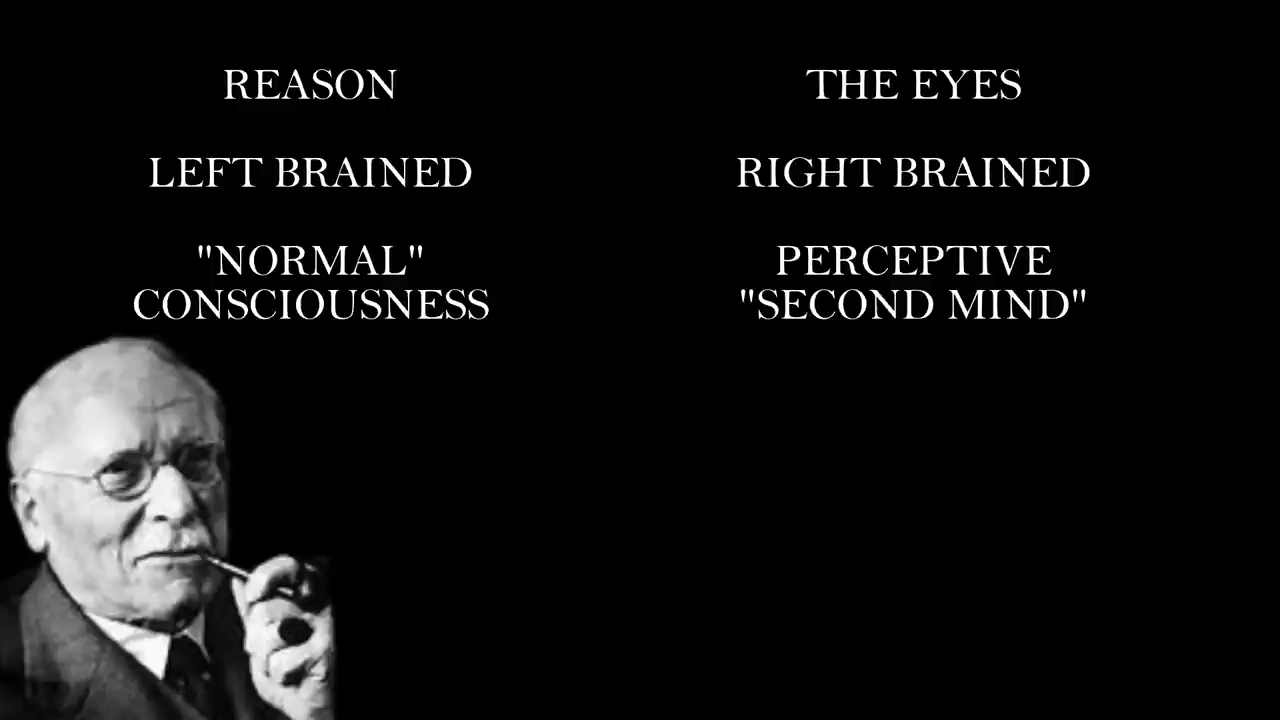 REASON
LEFT BRAINED
"NORMAL"
CONSCIOUSNESS
THE EYES
RIGHT BRAINED
PERCEPTIVE
"SECOND MIND"